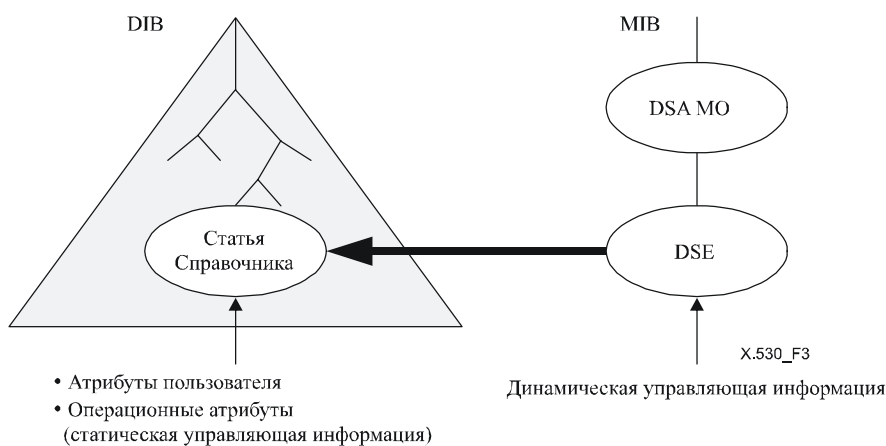 DIB
MIB
DSA MO
Статья
Справочника
DSE
X.530_F3
• Атрибуты пользователя
• Операционные атрибуты
(статическая управляющая информация)
Динамическая управляющая информация